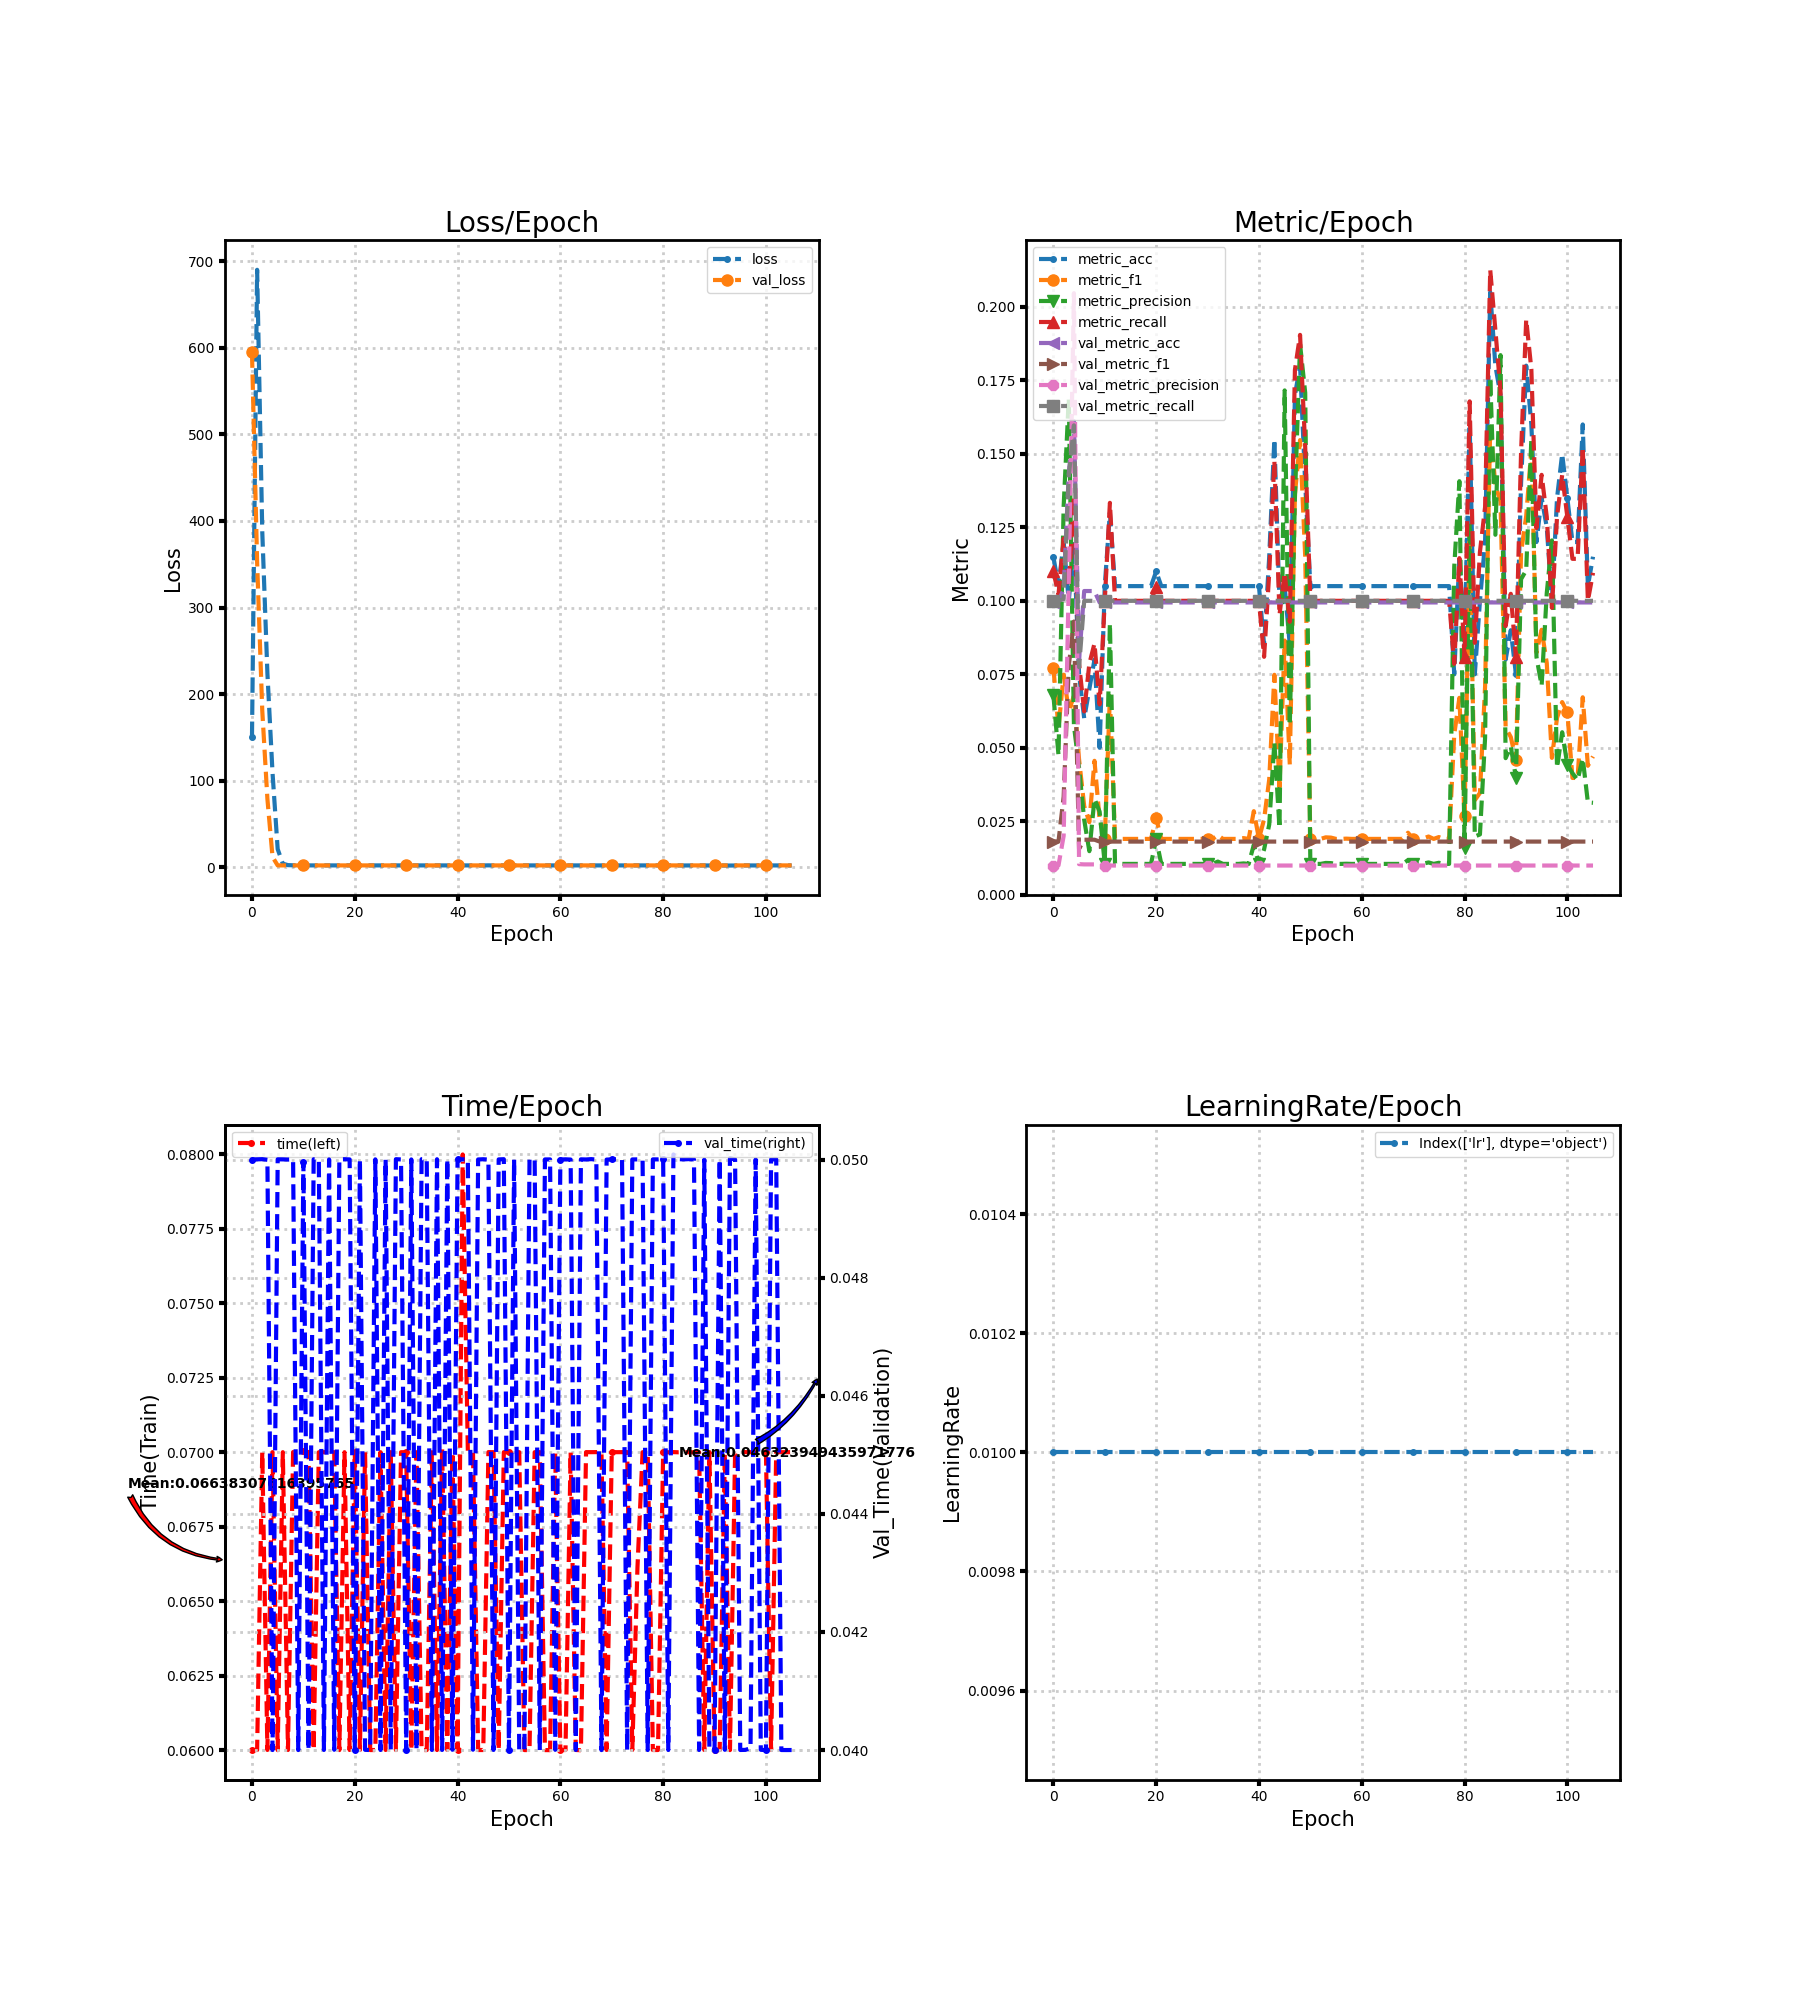 Loss/Epoch
700
600
500
400
300
200
100
0
Loss
0 20 40 60 80 100
Epoch
loss
val_loss
Metric/Epoch
0.200
0.175
0.150
0.125
0.100
0.075
0.050
0.025
0.000
Metric
0 20 40 60 80 100
Epoch
metric_acc
metric_f1
metric_precision
metric_recall
val_metric_acc
val_metric_f1
val_metric_precision
val_metric_recall
Time/Epoch
0.0800
0.0775
0.0750
0.0725
0.0700
0.0675
0.0650
0.0625
0.0600
Time(Train)
0 20 40 60 80 100
Epoch
time(left)
val_time(right)
0.050
0.048
0.046
0.044
0.042
0.040
Val_Time(Validation)
LearningRate/Epoch
0.0104
0.0102
0.0100
0.0098
0.0096
LearningRate
0 20 40 60 80 100
Epoch
Index(['lr'], dtype='object')